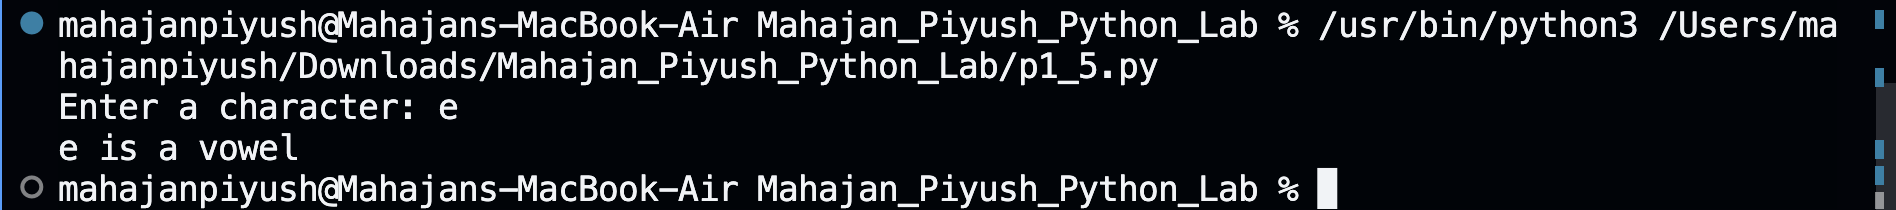 mahajanpiyush@Mahajans-MacBook-Air Mahajan_Piyush_Python_Lab % /usr/bin/python3 /Users/ma
hajanpiyush/Downloads/Mahajan_Piyush_Python_Lab/p1_5.py
Enter a character: e
e is a vowel
mahajanpiyush@Mahajans-MacBook-Air Mahajan_Piyush_Python_Lab %